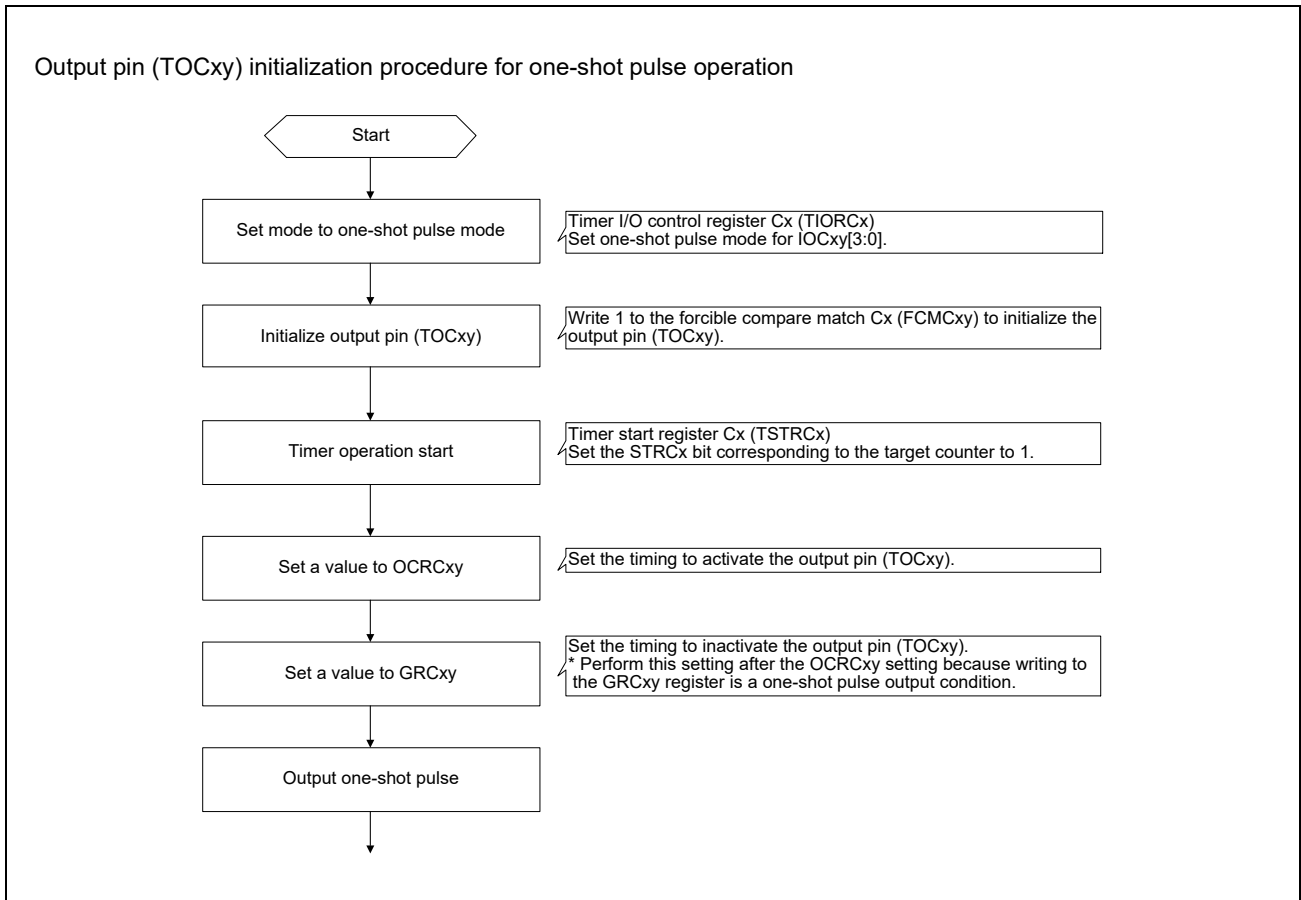 Output pin (TOCxy) initialization procedure for one-shot pulse operation
Start
Set mode to one-shot pulse mode
Timer I/O control register Cx (TIORCx)
Set one-shot pulse mode for IOCxy[3:0].
Initialize output pin (TOCxy)
Write 1 to the forcible compare match Cx (FCMCxy) to initialize the
output pin (TOCxy).
Timer operation start
Timer start register Cx (TSTRCx)
Set the STRCx bit corresponding to the target counter to 1.
Set a value to OCRCxy
Set the timing to activate the output pin (TOCxy).
Set a value to GRCxy
Set the timing to inactivate the output pin (TOCxy).
* Perform this setting after the OCRCxy setting because writing to
the GRCxy register is a one-shot pulse output condition.
Output one-shot pulse